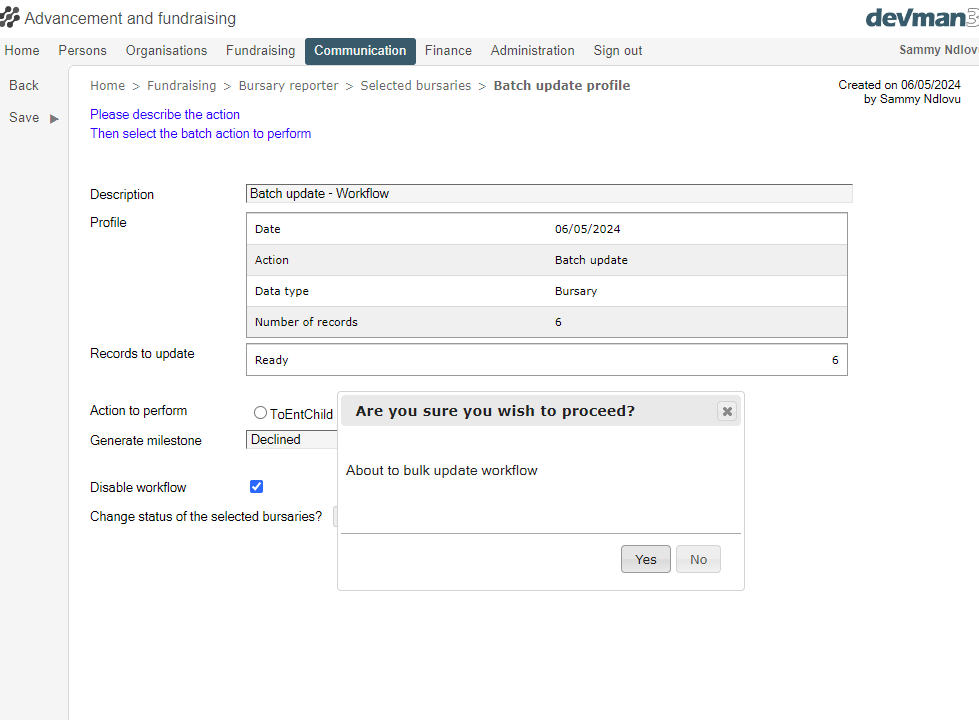 Advancement and fundraising
devman3
Home Persons Organisations Fundraising Communication Finance Administration Sign out
Back
Save
Home > Fundraising > Bursary reporter > Selected bursaries > Batch update profile
Created on 06/05/2024
by Sammy Ndlovu
Please describe the action
Then select the batch action to perform
Description Batch update - Workflow
Profile
Date 06/05/2024
Action Batch update
Data type Bursary
Number of records 6
Records to update
Ready 6
Action to perform ToEntChild
Generate milestone Declined
Disable workflow
Change status of the selected bursaries?
Are you sure you wish to proceed?
About to bulk update workflow
Yes No